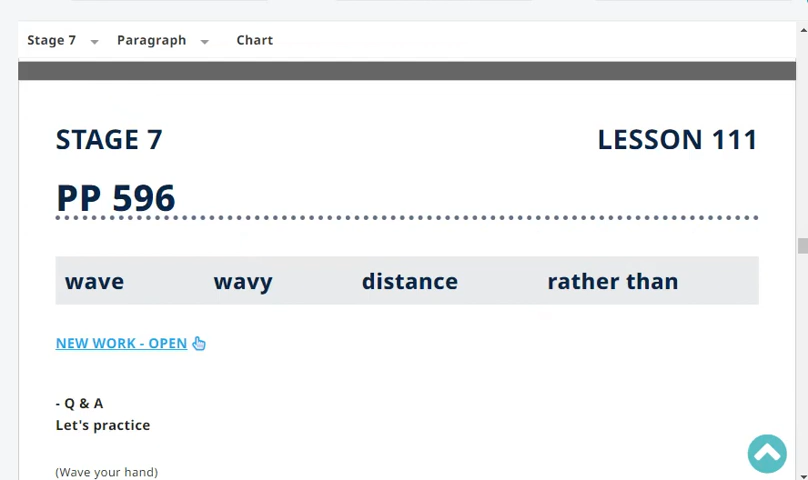 Stage 7 Paragraph Chart
STAGE 7 LESSON 111
PP 596
wave wavy distance rather than
NEW WORK - OPEN
- Q & A
Let's practice
(Wave your hand)